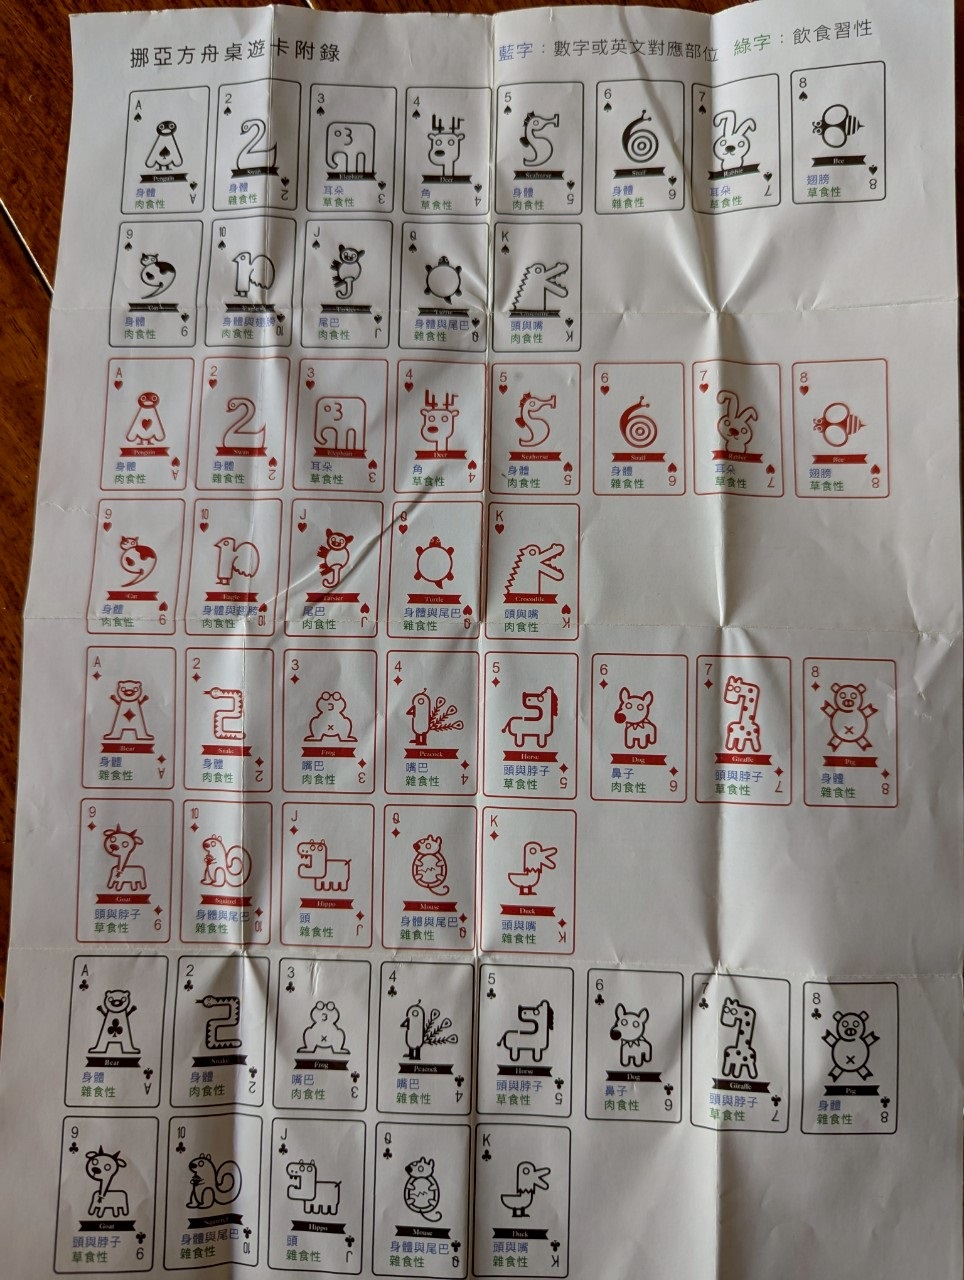 挪亞方舟桌遊卡附錄 藍字：數字或英文對應部位 綠字：飲食習性
A♠
Penguin
身體
肉食性
A♠
2♠
Swan
身體
雜食性
2♠
3♠
Elephant
耳朵
草食性
3♠
4♠
Deer
角
草食性
4♠
5♠
Seahorse
身體
肉食性
5♠
6♠
Snail
身體
雜食性
6♠
7♠
Rabbit
耳朵
草食性
7♠
8♠
Bee
翅膀
草食性
8♠
9♠
Cat
身體
肉食性
9♠
10♠
身體與翅膀
肉食性
10♠
J♠
尾巴
肉食性
J♠
Q♠
身體與尾巴
雜食性
Q♠
K♠
頭與嘴
肉食性
K♠
A♥
Penguin
身體
肉食性
A♥
2♥
Swan
身體
雜食性
2♥
3♥
Elephant
耳朵
草食性
3♥
4♥
Deer
角
草食性
4♥
5♥
Seahorse
身體
肉食性
5♥
6♥
Snail
身體
雜食性
6♥
7♥
耳朵
草食性
7♥
8♥
Bee
翅膀
草食性
8♥
9♥
Cat
身體
肉食性
9♥
10♥
Eagle
身體與翅膀
肉食性
10♥
J♥
尾巴
肉食性
J♥
Q♥
Turtle
身體與尾巴
雜食性
Q♥
K♥
Crocodile
頭與嘴
肉食性
K♥
A♦
Bear
身體
雜食性
A♦
2♦
Snake
身體
肉食性
2♦
3♦
Frog
嘴巴
肉食性
3♦
4♦
Peacock
嘴巴
雜食性
4♦
5♦
Horse
頭與脖子
草食性
5♦
6♦
Dog
鼻子
肉食性
6♦
7♦
Giraffe
頭與脖子
草食性
7♦
8♦
Pig
身體
雜食性
8♦
9♦
Goat
頭與脖子
草食性
9♦
10♦
Squirrel
身體與尾巴
雜食性
10♦
J♦
Hippo
頭
雜食性
J♦
Q♦
Mouse
身體與尾巴
雜食性
Q♦
K♦
Duck
頭與嘴
雜食性
K♦
A♣
Bear
身體
雜食性
A♣
2♣
Snake
身體
肉食性
2♣
3♣
Frog
嘴巴
肉食性
3♣
4♣
Peacock
嘴巴
雜食性
4♣
5♣
Horse
頭與脖子
草食性
5♣
6♣
Dog
鼻子
肉食性
6♣
7♣
Giraffe
頭與脖子
草食性
7♣
8♣
Pig
身體
雜食性
8♣
9♣
Goat
頭與脖子
草食性
9♣
10♣
Squirrel
身體與尾巴
雜食性
10♣
J♣
Hippo
頭
雜食性
J♣
Q♣
Mouse
身體與尾巴
雜食性
Q♣
K♣
Duck
頭與嘴
雜食性
K♣